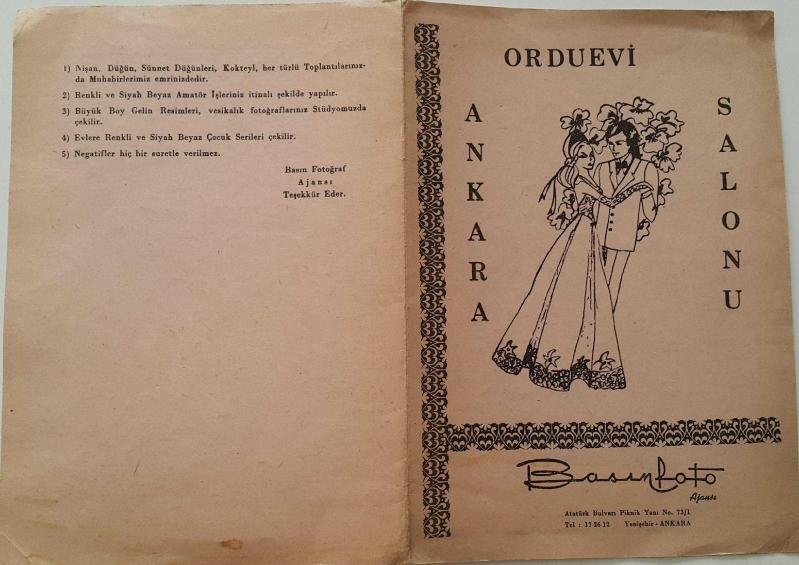 1) Nişan, Düğün, Sünnet Düğünleri, Kokteyl, her türlü Toplantılarınız-
da Muhabirlerimiz emrinizdedir.
2) Renkli ve Siyah Beyaz Amatör İşleriniz itinalı şekilde yapılır.
3) Büyük Boy Gelin Resimleri, vesikalık fotoğraflarınız Stüdyomuzda
çekilir.
4) Evlere Renkli ve Siyah Beyaz Çocuk Serileri çekilir.
5) Negatifler hiç bir suretle verilmez.
Basın Fotoğraf
Ajansı
Teşekkür Eder.
ORDUEVİ
ANKARA
SALONU
Basınfoto
Ajansı
Atatürk Bulvarı Piknik Yanı No. 73/1
Tel : 17 26 12 Yenişehir - ANKARA